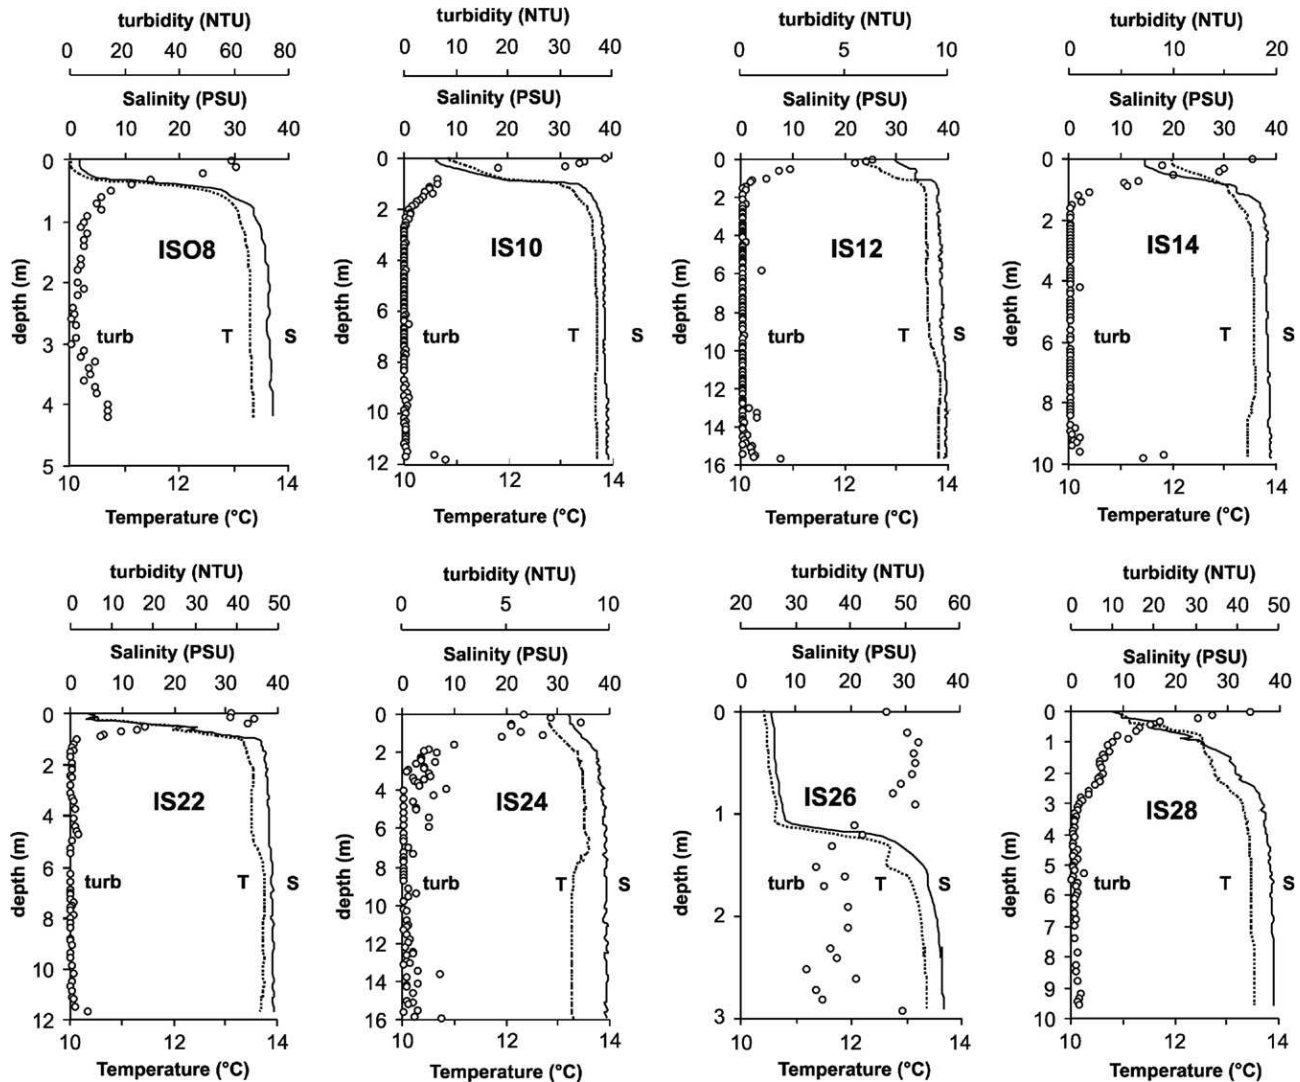 turbidity (NTU) turbidity (NTU) turbidity (NTU) turbidity (NTU)
0 20 40 60 80 0 10 20 30 40 0 5 10 0 10 20
Salinity (PSU) Salinity (PSU) Salinity (PSU) Salinity (PSU)
0 10 20 30 40 0 10 20 30 40 0 10 20 30 40 0 10 20 30 40
depth (m) 0 1 2 3 4 5 ISO8 turb T S
depth (m) 0 2 4 6 8 10 12 IS10 turb T S
depth (m) 0 2 4 6 8 10 12 14 16 IS12 turb T S
depth (m) 0 2 4 6 8 10 IS14 turb T S
10 12 14 10 12 14 10 12 14 10 12 14
Temperature (°C) Temperature (°C) Temperature (°C) Temperature (°C)
turbidity (NTU) turbidity (NTU) turbidity (NTU) turbidity (NTU)
0 10 20 30 40 50 0 5 10 20 30 40 50 60 0 10 20 30 40 50
Salinity (PSU) Salinity (PSU) Salinity (PSU) Salinity (PSU)
0 10 20 30 40 0 10 20 30 40 0 10 20 30 40 0 10 20 30 40
depth (m) 0 2 4 6 8 10 12 IS22 turb T S
depth (m) 0 2 4 6 8 10 12 14 16 IS24 turb T S
depth (m) 0 1 2 3 IS26 turb T S
depth (m) 0 1 2 3 4 5 6 7 8 9 10 IS28 turb T S
10 12 14 10 12 14 10 12 14 10 12 14
Temperature (°C) Temperature (°C) Temperature (°C) Temperature (°C)